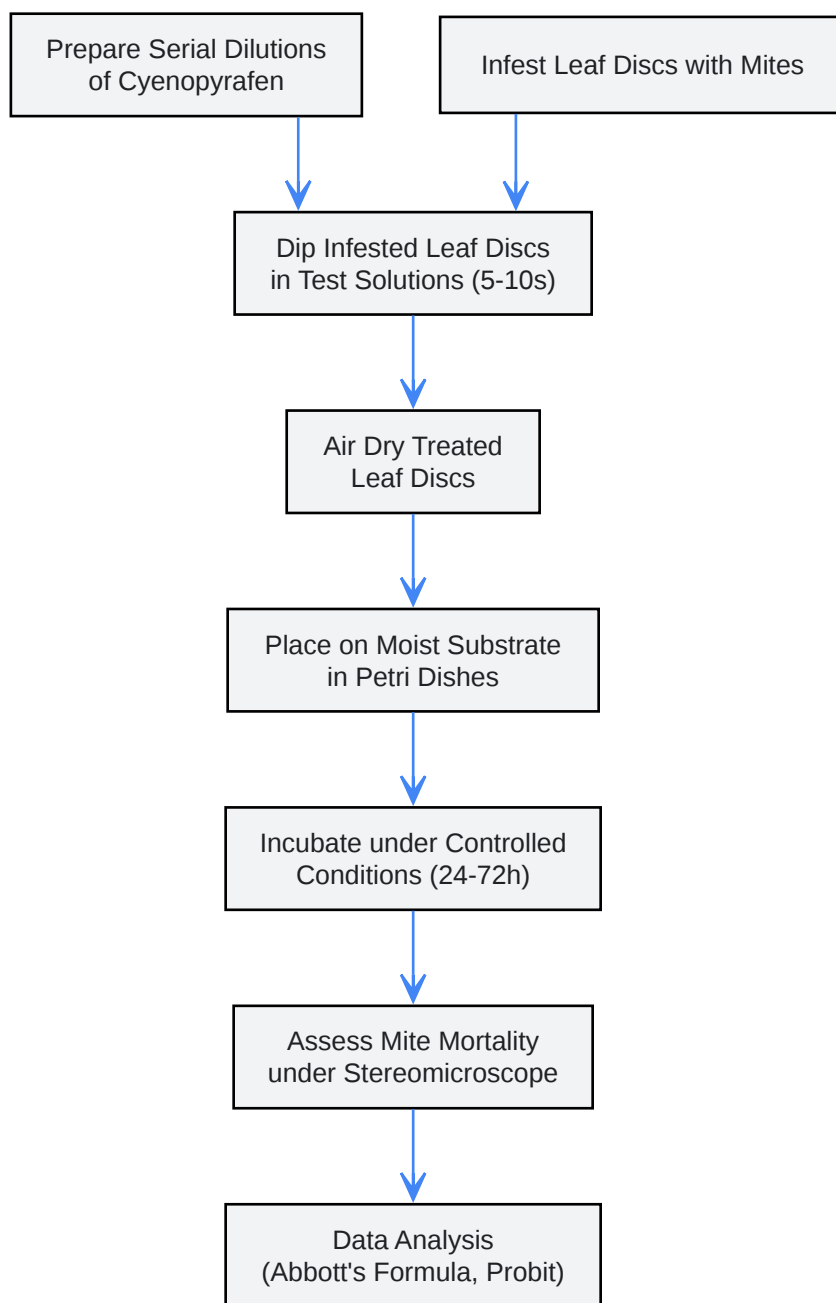 Prepare Serial Dilutions
of Cyenopyrafen
Infest Leaf Discs with Mites
Dip Infested Leaf Discs
in Test Solutions (5-10s)
Air Dry Treated
Leaf Discs
Place on Moist Substrate
in Petri Dishes
Incubate under Controlled
Conditions (24-72h)
Assess Mite Mortality
under Stereomicroscope
Data Analysis
(Abbott's Formula, Probit)